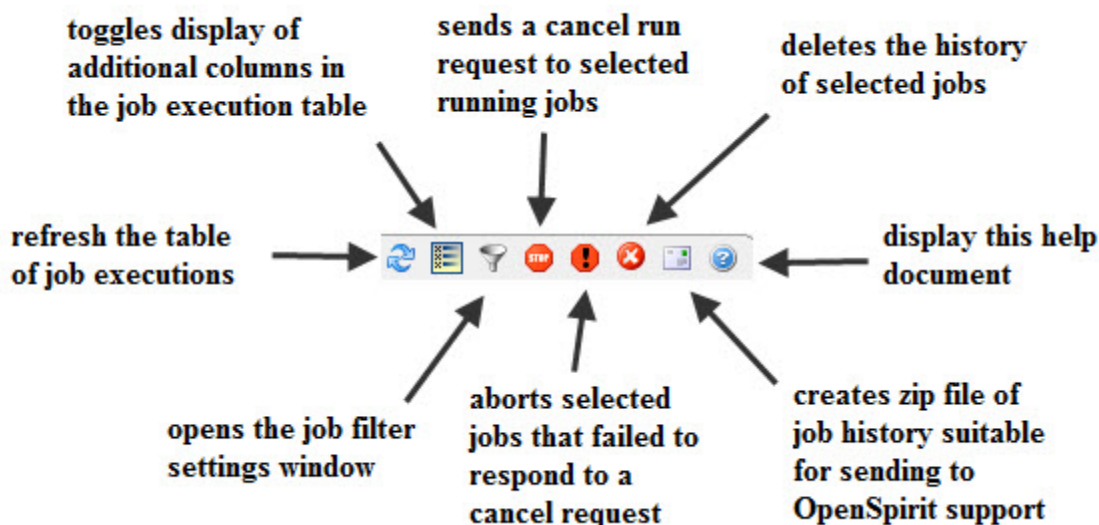 toggles display of
additional columns in
the job execution table
sends a cancel run
request to selected
running jobs
deletes the history
of selected jobs
refresh the table
of job executions
STOP
display this help
document
opens the job filter
settings window
aborts selected
jobs that failed to
respond to a
cancel request
creates zip file of
job history suitable
for sending to
OpenSpirit support